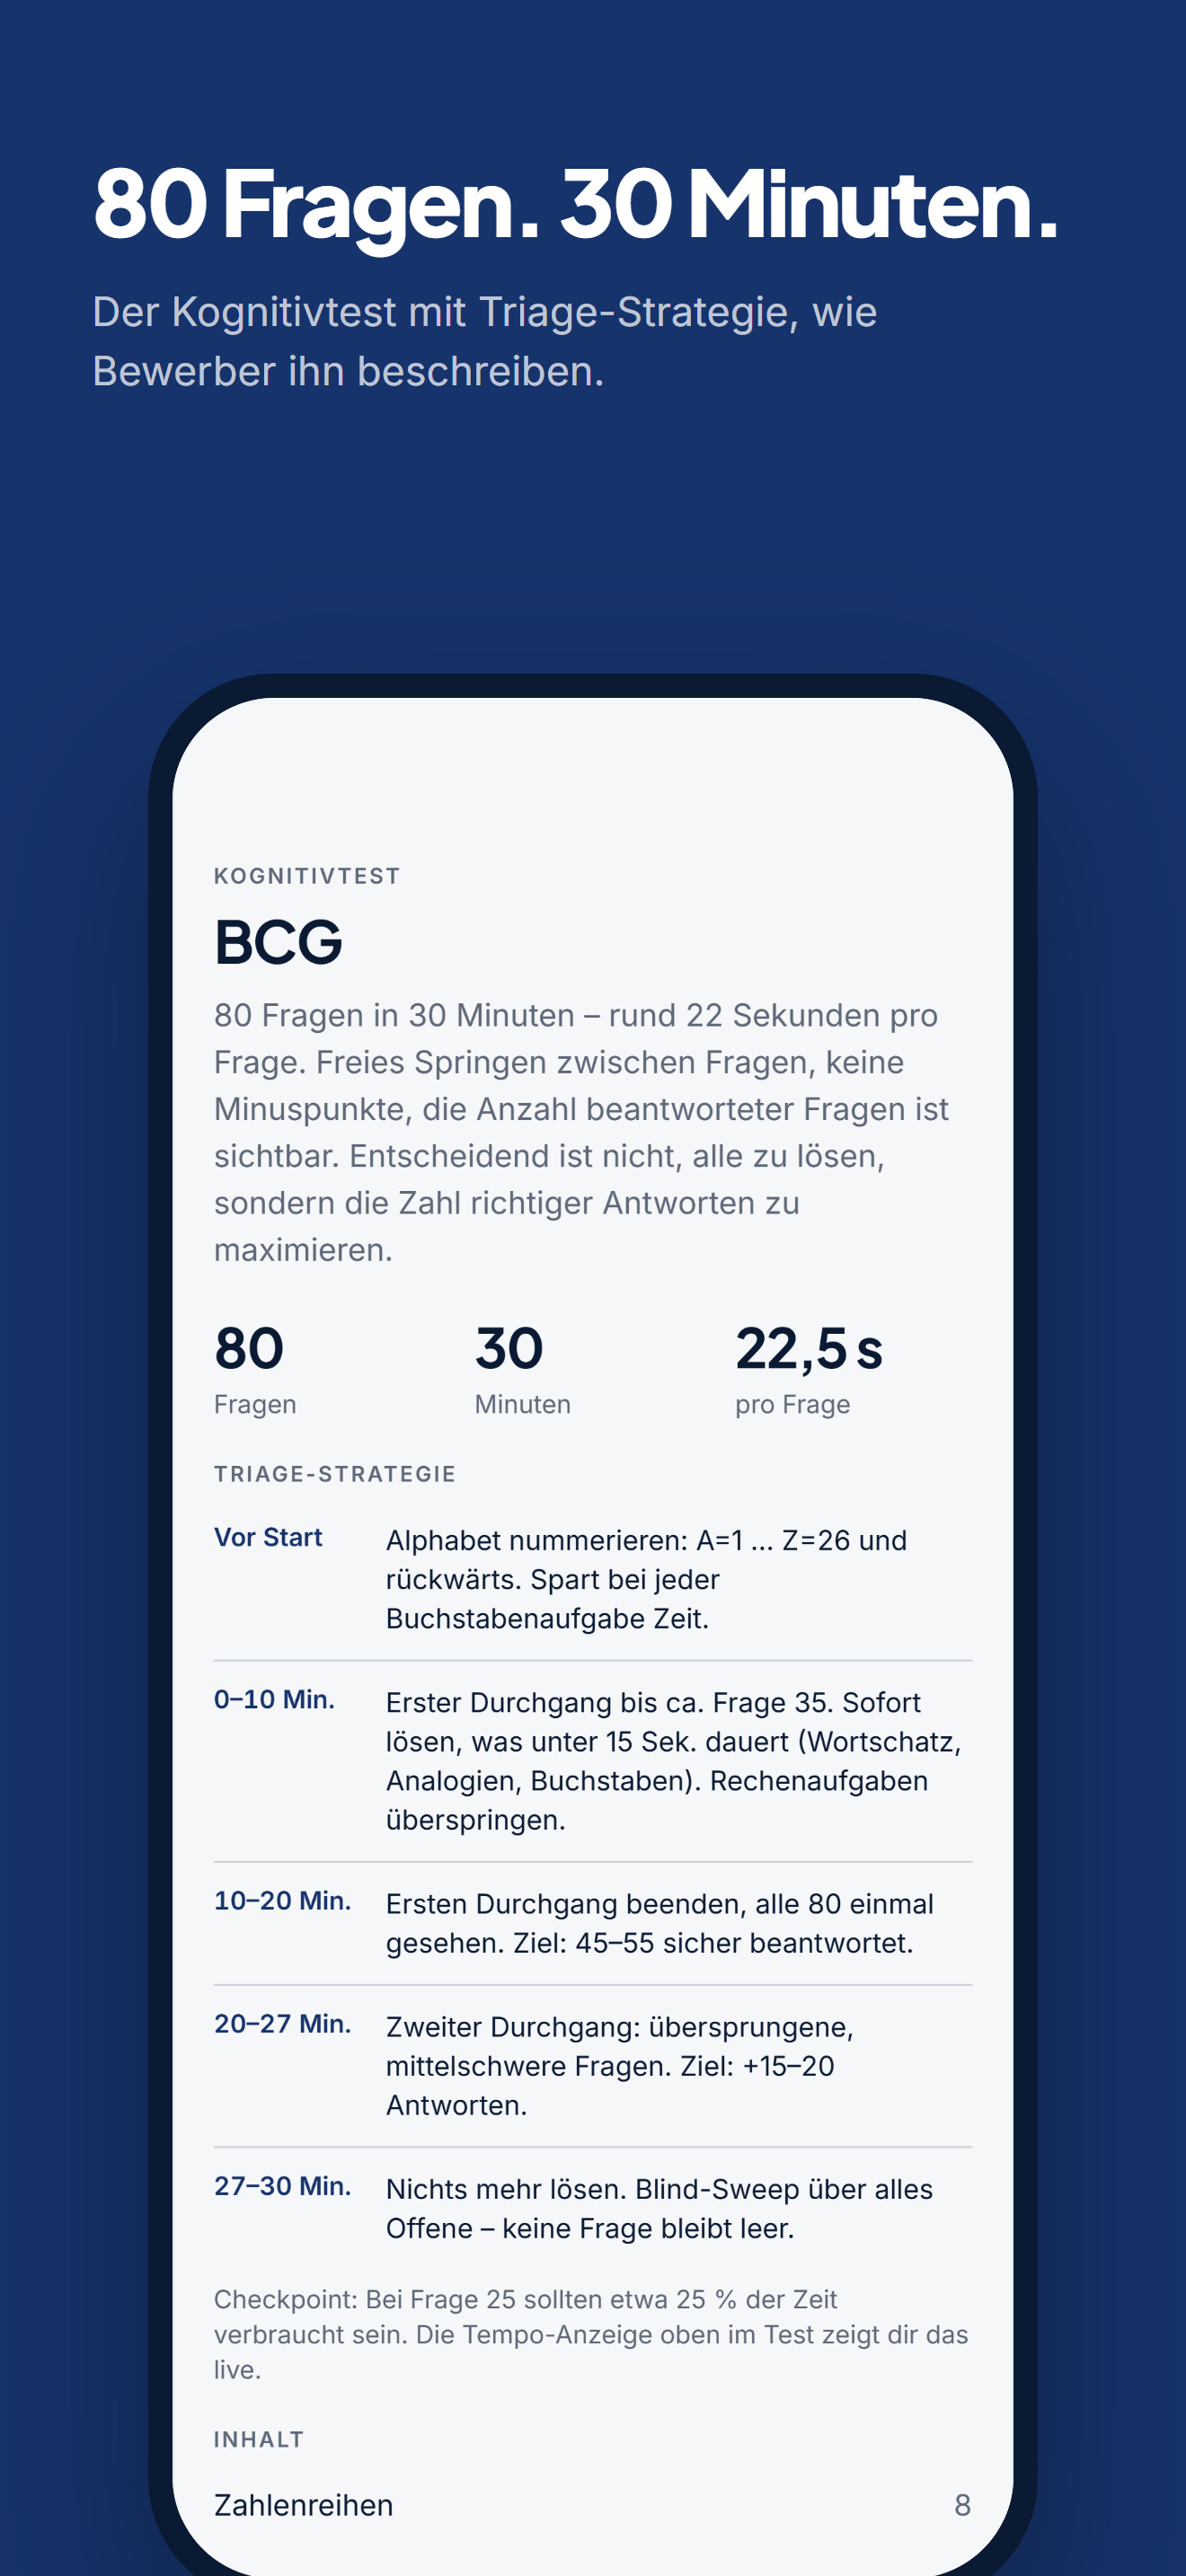 80 Fragen. 30 Minuten.
Der Kognitivtest mit Triage-Strategie, wie
Bewerber ihn beschreiben.
KOGNITIVTEST
BCG
80 Fragen in 30 Minuten – rund 22 Sekunden pro
Frage. Freies Springen zwischen Fragen, keine
Minuspunkte, die Anzahl beantworteter Fragen ist
sichtbar. Entscheidend ist nicht, alle zu lösen,
sondern die Zahl richtiger Antworten zu
maximieren.
80 30 22,5 s
Fragen Minuten pro Frage
TRIAGE-STRATEGIE
Vor Start Alphabet nummerieren: A=1 … Z=26 und
rückwärts. Spart bei jeder
Buchstabenaufgabe Zeit.
0–10 Min. Erster Durchgang bis ca. Frage 35. Sofort
lösen, was unter 15 Sek. dauert (Wortschatz,
Analogien, Buchstaben). Rechenaufgaben
überspringen.
10–20 Min. Ersten Durchgang beenden, alle 80 einmal
gesehen. Ziel: 45–55 sicher beantwortet.
20–27 Min. Zweiter Durchgang: übersprungene,
mittelschwere Fragen. Ziel: +15–20
Antworten.
27–30 Min. Nichts mehr lösen. Blind-Sweep über alles
Offene – keine Frage bleibt leer.
Checkpoint: Bei Frage 25 sollten etwa 25 % der Zeit
verbraucht sein. Die Tempo-Anzeige oben im Test zeigt dir das
live.
INHALT
Zahlenreihen 8